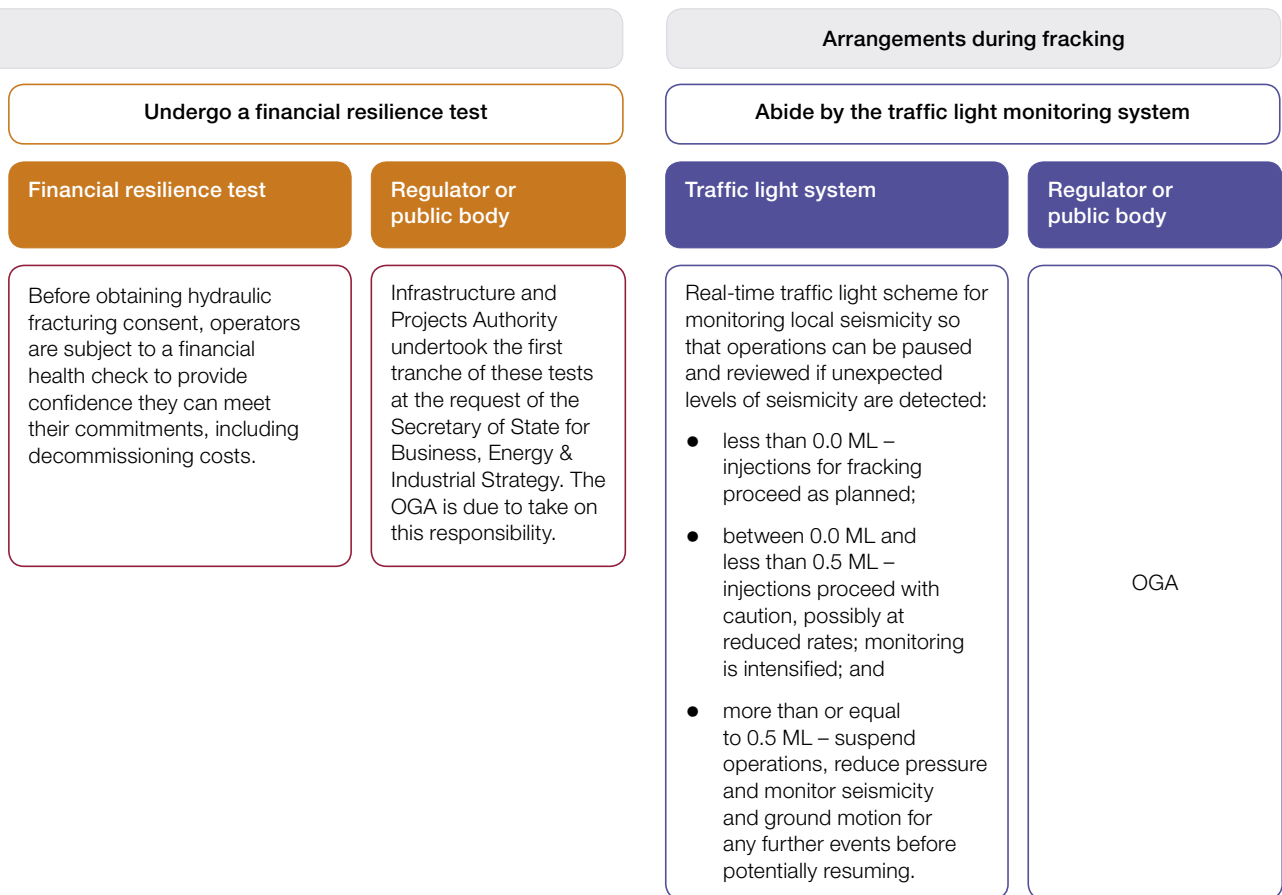 Arrangements during fracking
Undergo a financial resilience test
Abide by the traffic light monitoring system
Financial resilience test
Regulator or
public body
Traffic light system
Regulator or
public body
Before obtaining hydraulic
fracturing consent, operators
are subject to a financial
health check to provide
confidence they can meet
their commitments, including
decommissioning costs.
Infrastructure and
Projects Authority
undertook the first
tranche of these tests
at the request of the
Secretary of State for
Business, Energy &
Industrial Strategy. The
OGA is due to take on
this responsibility.
Real-time traffic light scheme for
monitoring local seismicity so
that operations can be paused
and reviewed if unexpected
levels of seismicity are detected:
● less than 0.0 ML –
injections for fracking
proceed as planned;
● between 0.0 ML and
less than 0.5 ML –
injections proceed with
caution, possibly at
reduced rates; monitoring
is intensified; and
● more than or equal
to 0.5 ML – suspend
operations, reduce pressure
and monitor seismicity
and ground motion for
any further events before
potentially resuming.
OGA